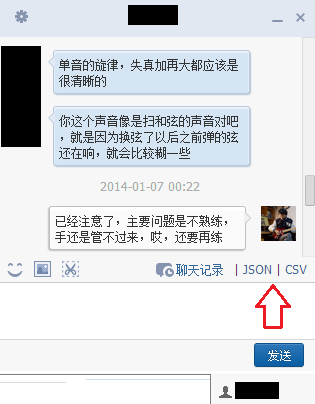 单音的旋律，失真加再大都应该是
很清晰的
你这个声音像是扫和弦的声音对吧
，就是因为换弦了以后之前弹的弦
还在响，就会比较糊一些
2014-01-07 00:22
已经注意了，主要问题是不熟练，
手还是管不过来，哎，还要再练
聊天记录 | JSON | CSV
发送